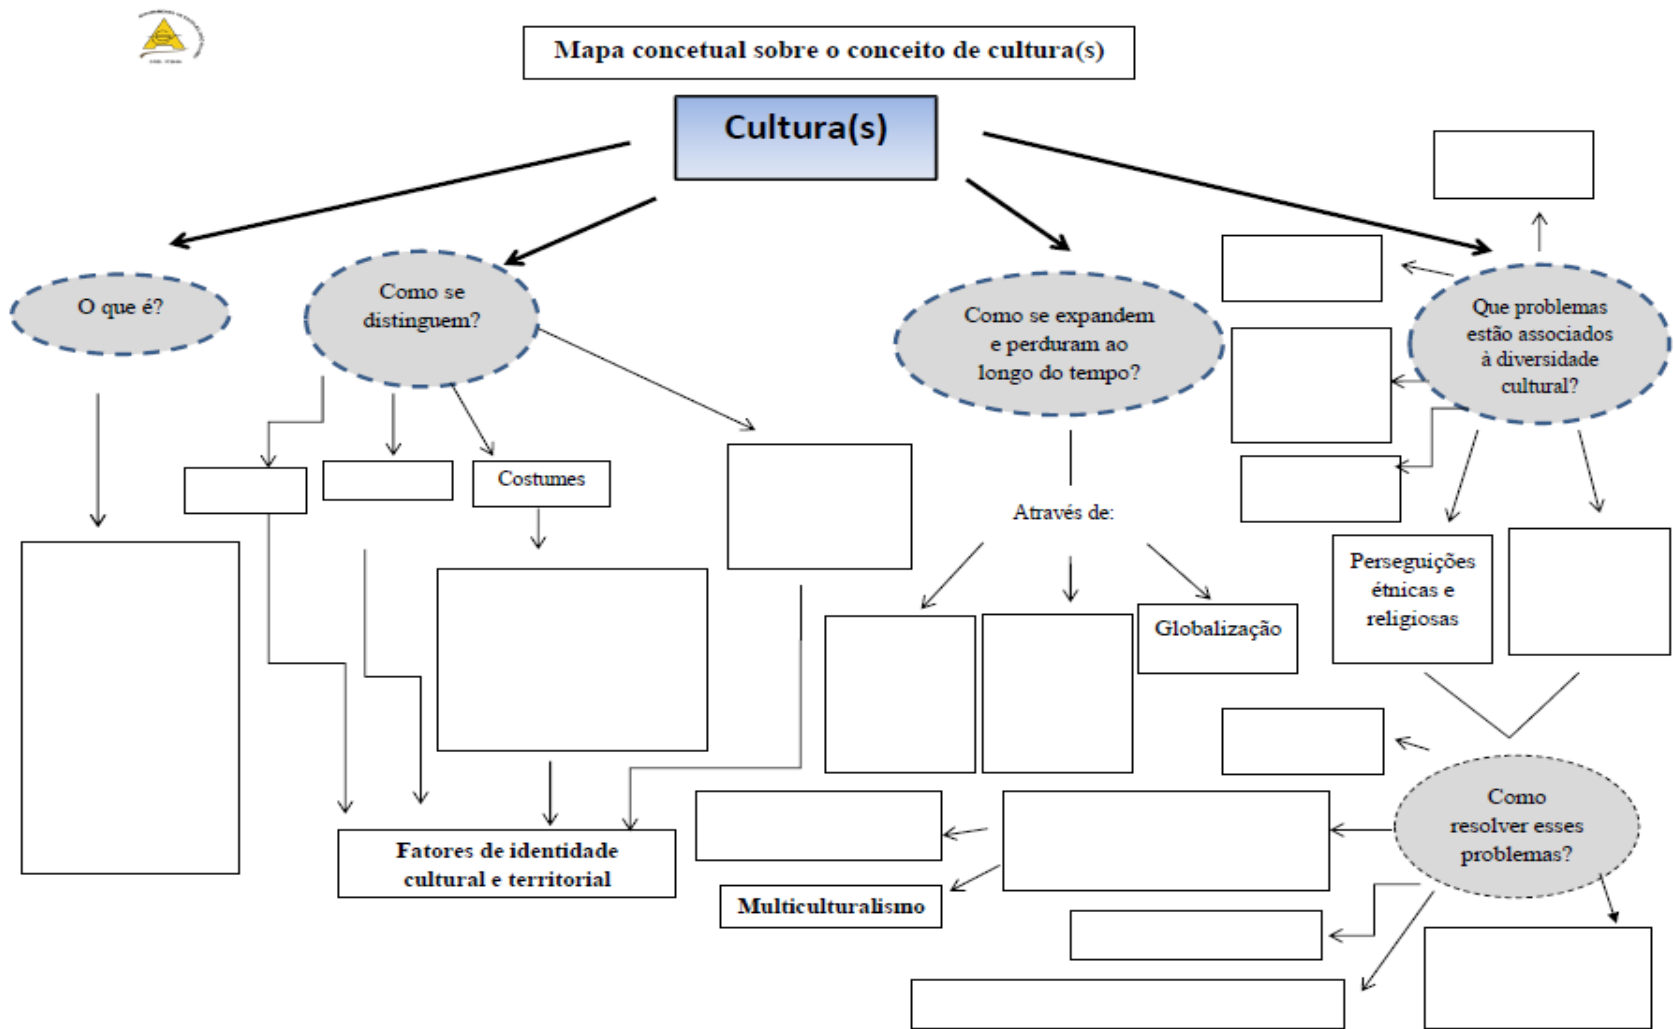 Mapa concetual sobre o conceito de cultura(s)
Cultura(s)
O que é?
Como se
distinguem?
Como se expandem
e perduram ao
longo do tempo?
Que problemas
estão associados
à diversidade
cultural?
Costumes
Através de:
Globalização
Perseguições
étnicas e
religiosas
Fatores de identidade
cultural e territorial
Multiculturalismo
Como
resolver esses
problemas?